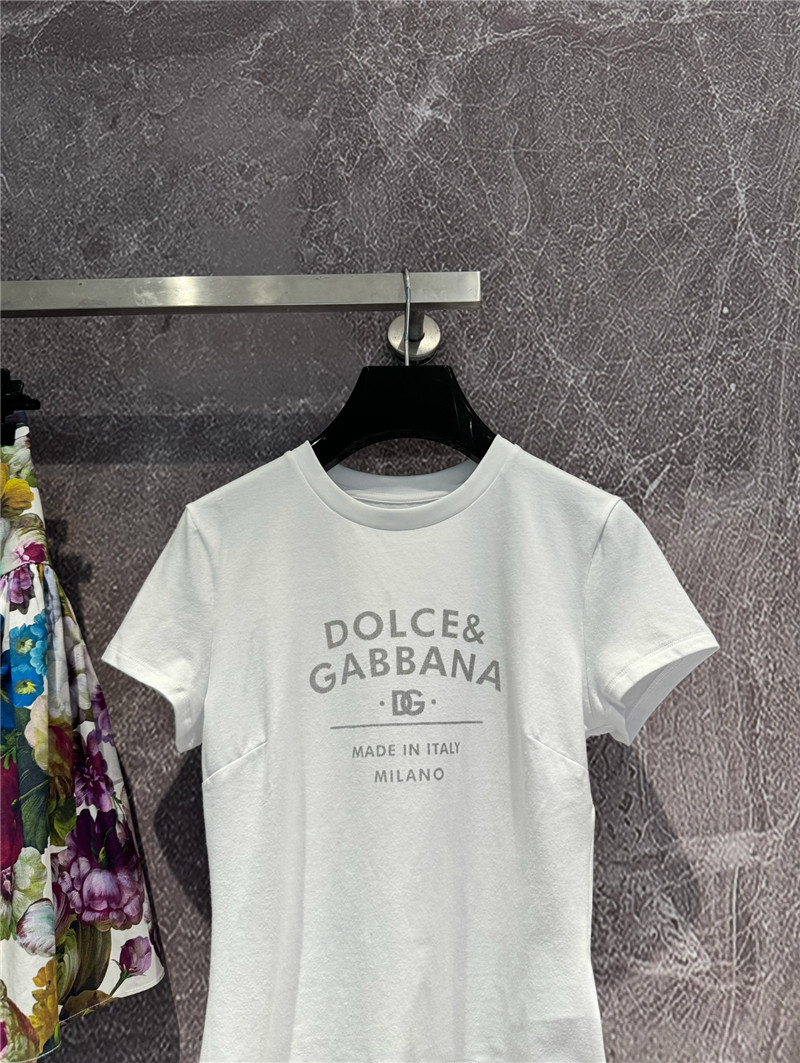 DOLCE&
GABBANA
·DG·
MADE IN ITALY
MILANO